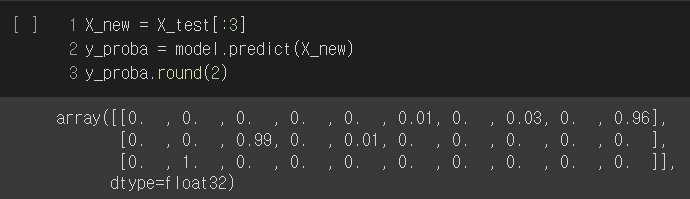 [ ] 1 X_new = X_test[:3]
2 y_proba = model.predict(X_new)
3 y_proba.round(2)
array([[0. , 0. , 0. , 0. , 0. , 0.01, 0. , 0.03, 0. , 0.96],
[0. , 0. , 0.99, 0. , 0.01, 0. , 0. , 0. , 0. , 0. ],
[0. , 1. , 0. , 0. , 0. , 0. , 0. , 0. , 0. , 0. ]],
dtype=float32)